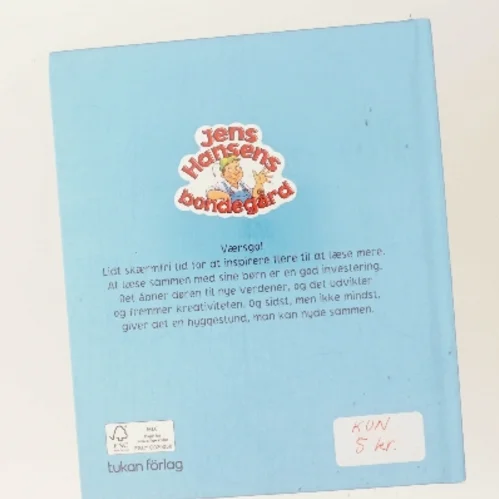 Jens
Hansens
bondegård
Værsgo!
Lidt skærmfri tid for at inspirere flere til at læse mere.
At læse sammen med sine børn er en god investering.
Det åbner døren til nye verdener, og det udvikler
og fremmer kreativiteten. Og sidst, men ikke mindst,
giver det en hyggestund, man kan nyde sammen.
FSC
MIX
tukan förlag
KUN
5 kr.